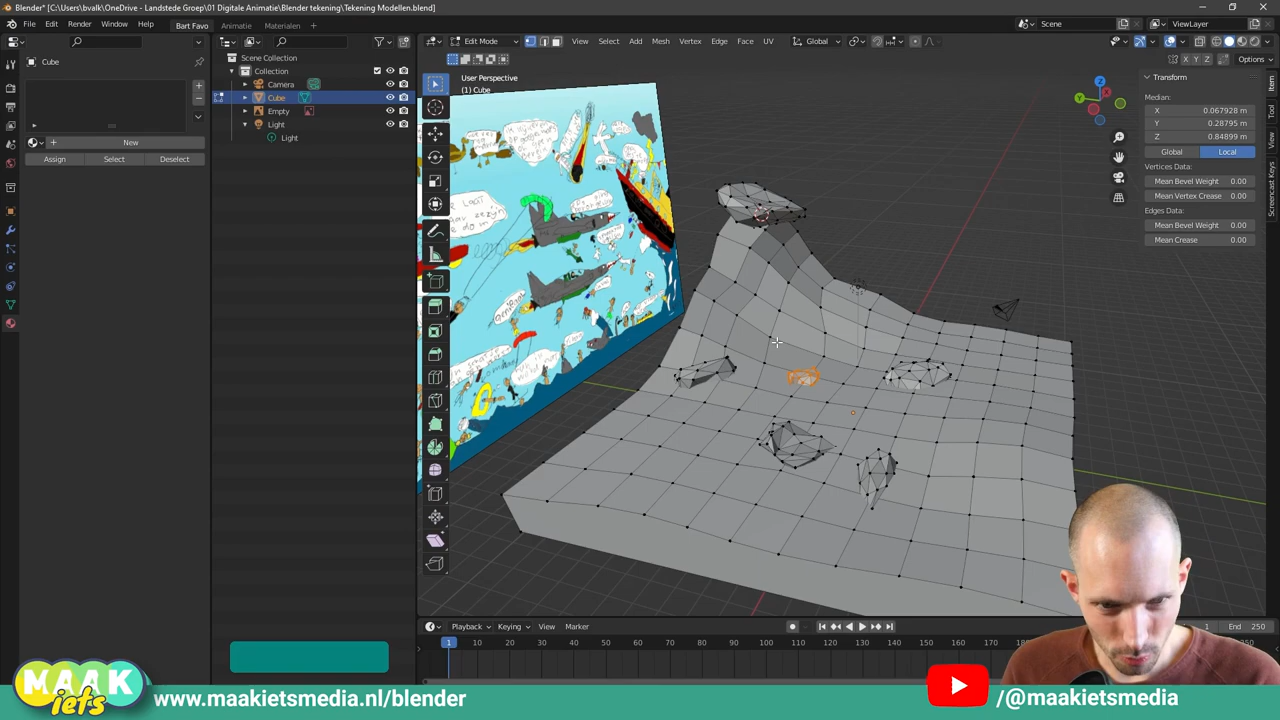 Blender* [C:\Users\bvalk\OneDrive - Landstede Groep\01 Digitale Animatie\Blender tekening\Tekening Modellen.blend]
File Edit Render Window Help Bart Favo Animatie Materialen Scene ViewLayer
Edit Mode View Select Add Mesh Vertex Edge Face UV Global
X Y Z Options
Cube
New
Assign Select Deselect
Scene Collection
Collection
Camera
Cube
Empty
Light
Light
User Perspective
(1) Cube
Z
Y
Transform
Median:
X 0.067928 m
Y 0.28795 m
Z 0.84899 m
Global Local
Vertices Data:
Mean Bevel Weight 0.00
Mean Vertex Crease 0.00
Edges Data:
Mean Bevel Weight 0.00
Mean Crease 0.00
Item
Tool
View
Screencast Keys
Playback Keying View Marker
1 End 250
1 10 20 30 40 50 60 70 80 90 100 110 120 130 140 150 160 170
MAAK
iets
www.maakietsmedia.nl/blender
/@maakietsmedia